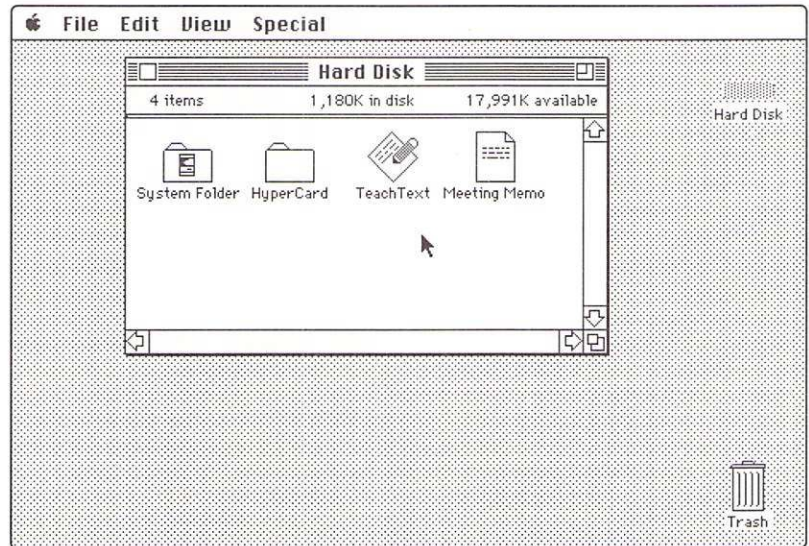 File Edit View Special
Hard Disk
4 items 1,180K in disk 17,991K available
Hard Disk
System Folder HyperCard TeachText Meeting Memo
Trash